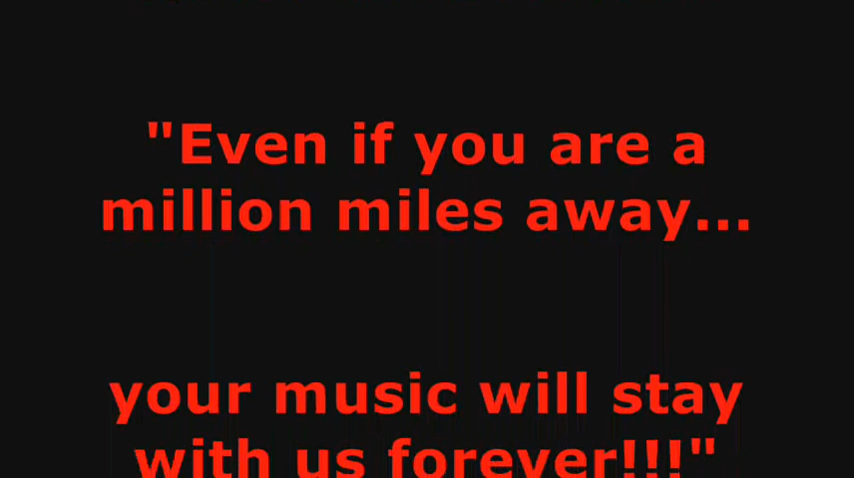 "Even if you are a
million miles away...
your music will stay
with us forever!!!"